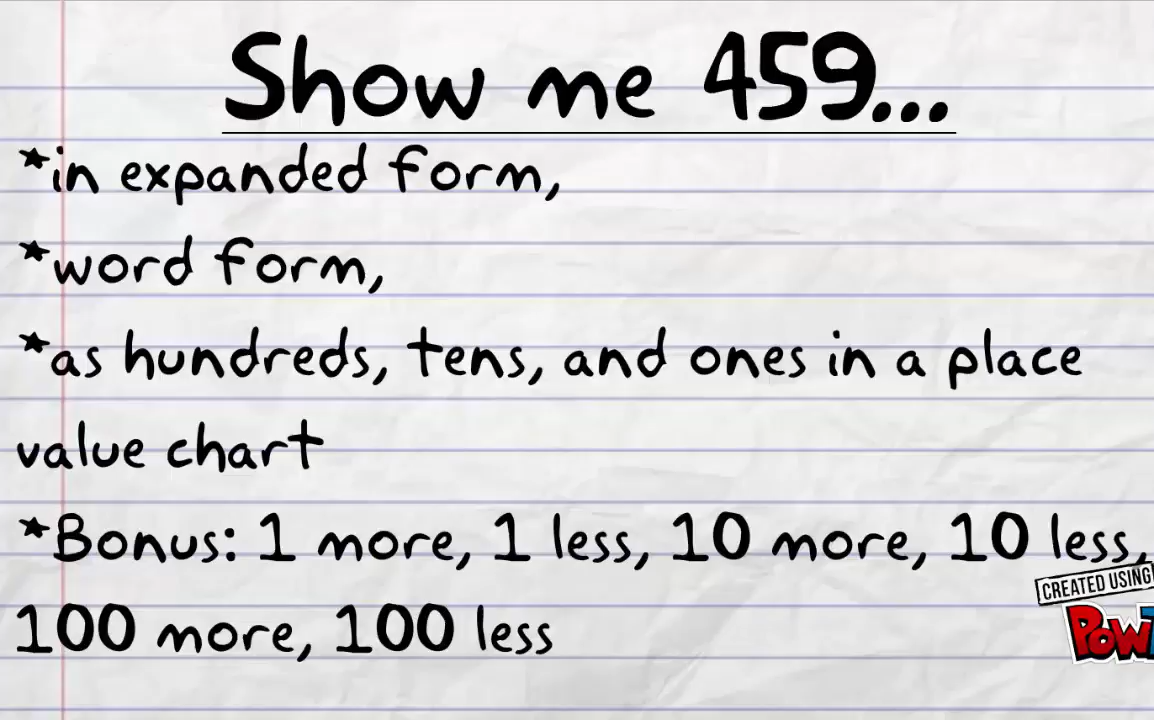 Show me 459...
*in expanded form,
*word form,
*as hundreds, tens, and ones in a place
value chart
*Bonus: 1 more, 1 less, 10 more, 10 less,
100 more, 100 less
CREATED USING